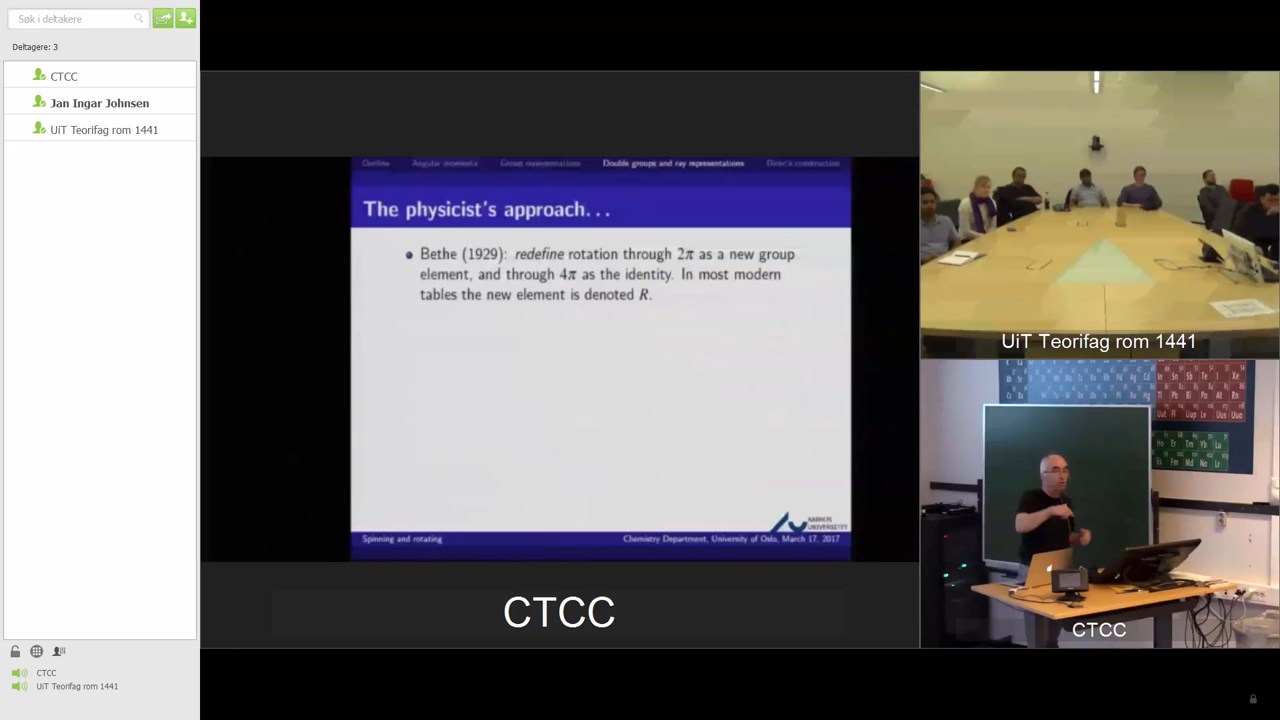 Søk i deltakere
Deltagere: 3
CTCC
Jan Ingar Johnsen
UiT Teorifag rom 1441
CTCC
UiT Teorifag rom 1441
Outline Angular momenta Group representations Double groups and ray representations Dirac's construction
The physicist's approach...
Bethe (1929): redefine rotation through 2π as a new group
element, and through 4π as the identity. In most modern
tables the new element is denoted R.
AARHUS
UNIVERSITET
Spinning and rotating
Chemistry Department, University of Oslo, March 17, 2017
CTCC
UiT Teorifag rom 1441
CTCC